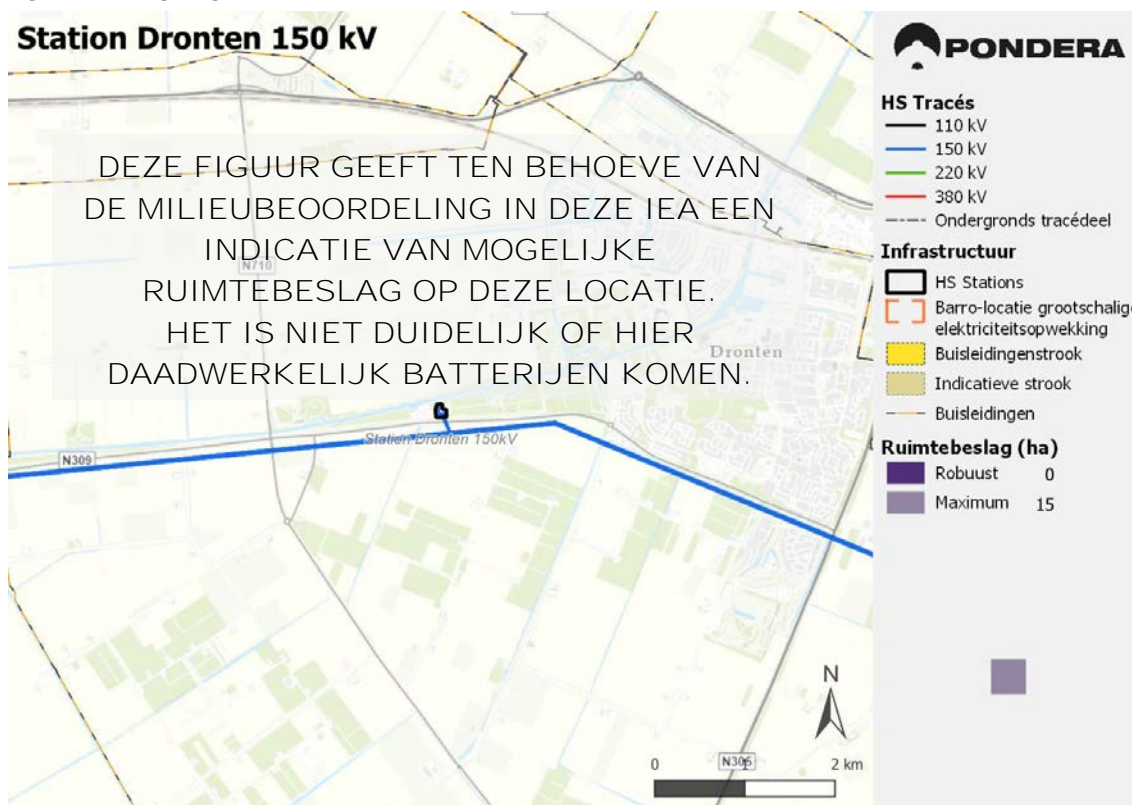 Station Dronten 150 kV
DEZE FIGUUR GEEFT TEN BEHOEVE VAN
DE MILIEUBEOORDELING IN DEZE IEA EEN
INDICATIE VAN MOGELIJKE
RUIMTEBESLAG OP DEZE LOCATIE.
HET IS NIET DUIDELIJK OF HIER
DAADWERKELIJK BATTERIJEN KOMEN.
N710
Dronten
Station Dronten 150kV
N309
N305
N
0 1 2 km
PONDERA
HS Tracés
110 kV
150 kV
220 kV
380 kV
Ondergronds tracédeel
Infrastructuur
HS Stations
Barro-locatie grootschalige
elektriciteitsopwekking
Buisleidingenstrook
Indicatieve strook
Buisleidingen
Ruimtebeslag (ha)
Robuust 0
Maximum 15